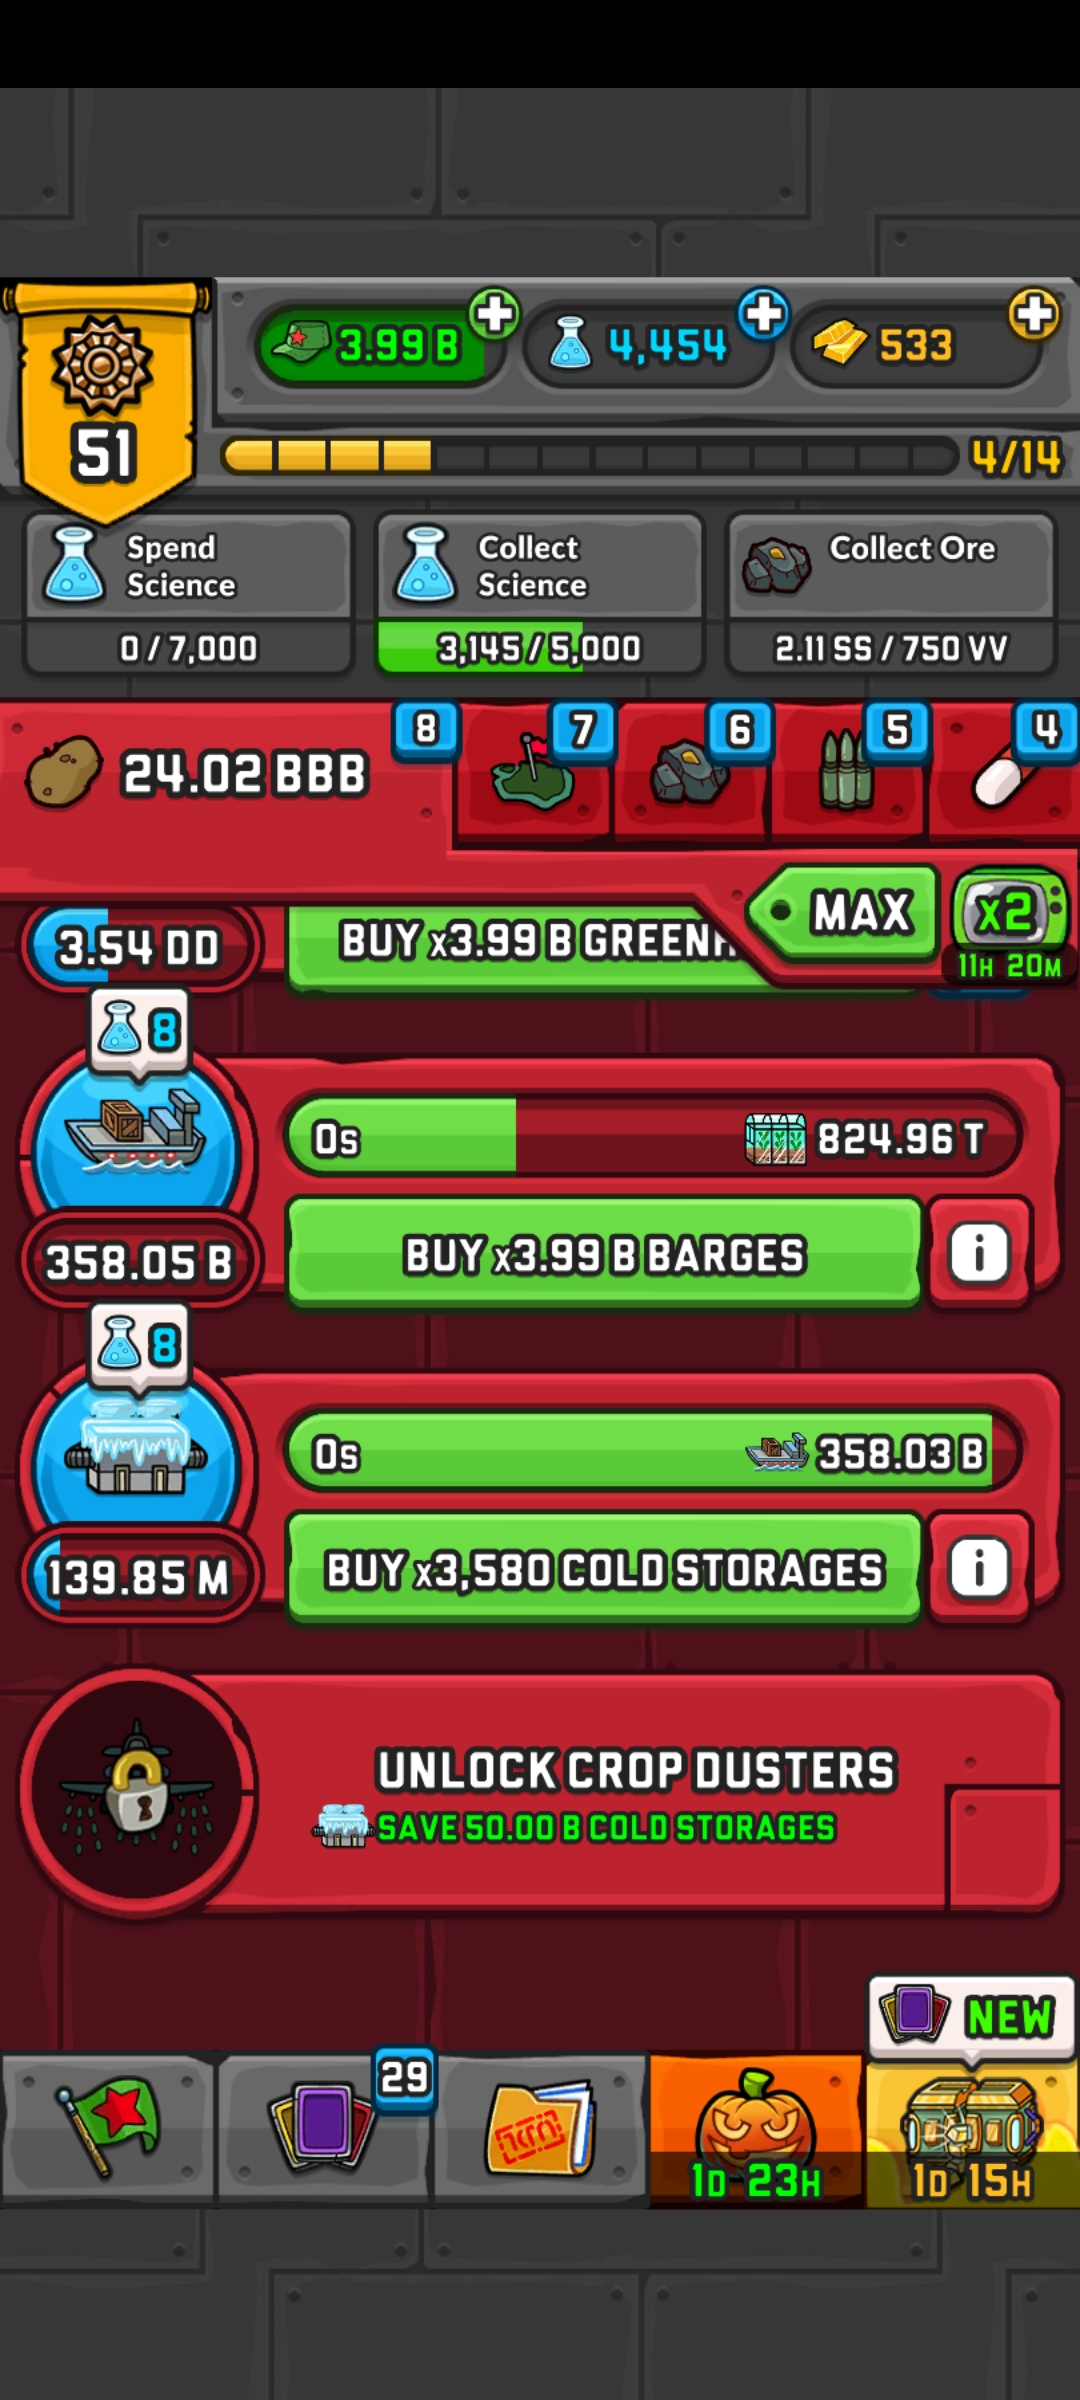 3.99 B
4,454
533
51
4/14
Spend
Science
0 / 7,000
Collect
Science
3,145 / 5,000
Collect Ore
2.11 SS / 750 VV
24.02 BBB
8
7
6
5
4
MAX
x2
11H 20M
3.54 DD
BUY x3.99 B GREENH
8
0s
824.96 T
358.05 B
BUY x3.99 B BARGES
i
8
0s
358.03 B
139.85 M
BUY x3,580 COLD STORAGES
i
UNLOCK CROP DUSTERS
SAVE 50.00 B COLD STORAGES
NEW
29
1D 23H
1D 15H